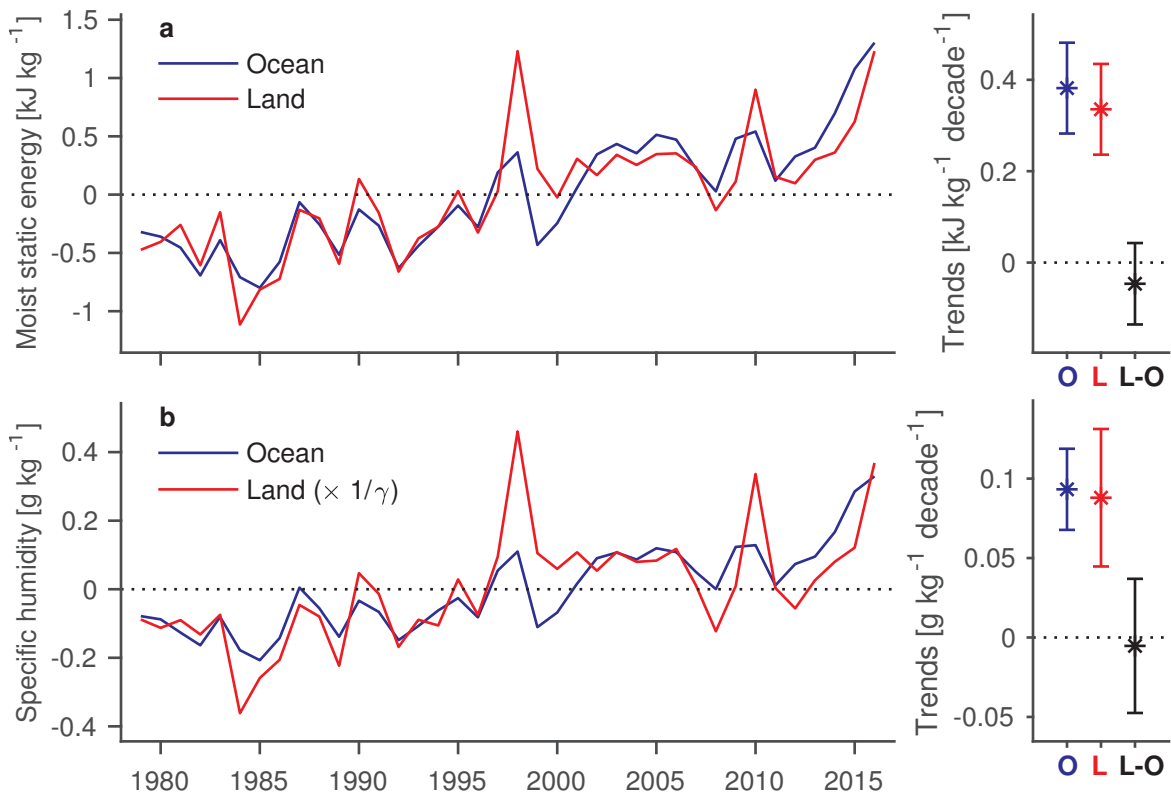 a
Ocean
Land
Moist static energy [kJ kg⁻¹]
1.5
1
0.5
0
-0.5
-1
Trends [kJ kg⁻¹ decade⁻¹]
0.4
0.2
0
O L L-O
b
Ocean
Land (× 1/γ)
Specific humidity [g kg⁻¹]
0.4
0.2
0
-0.2
-0.4
1980 1985 1990 1995 2000 2005 2010 2015
Trends [g kg⁻¹ decade⁻¹]
0.1
0.05
0
-0.05
O L L-O